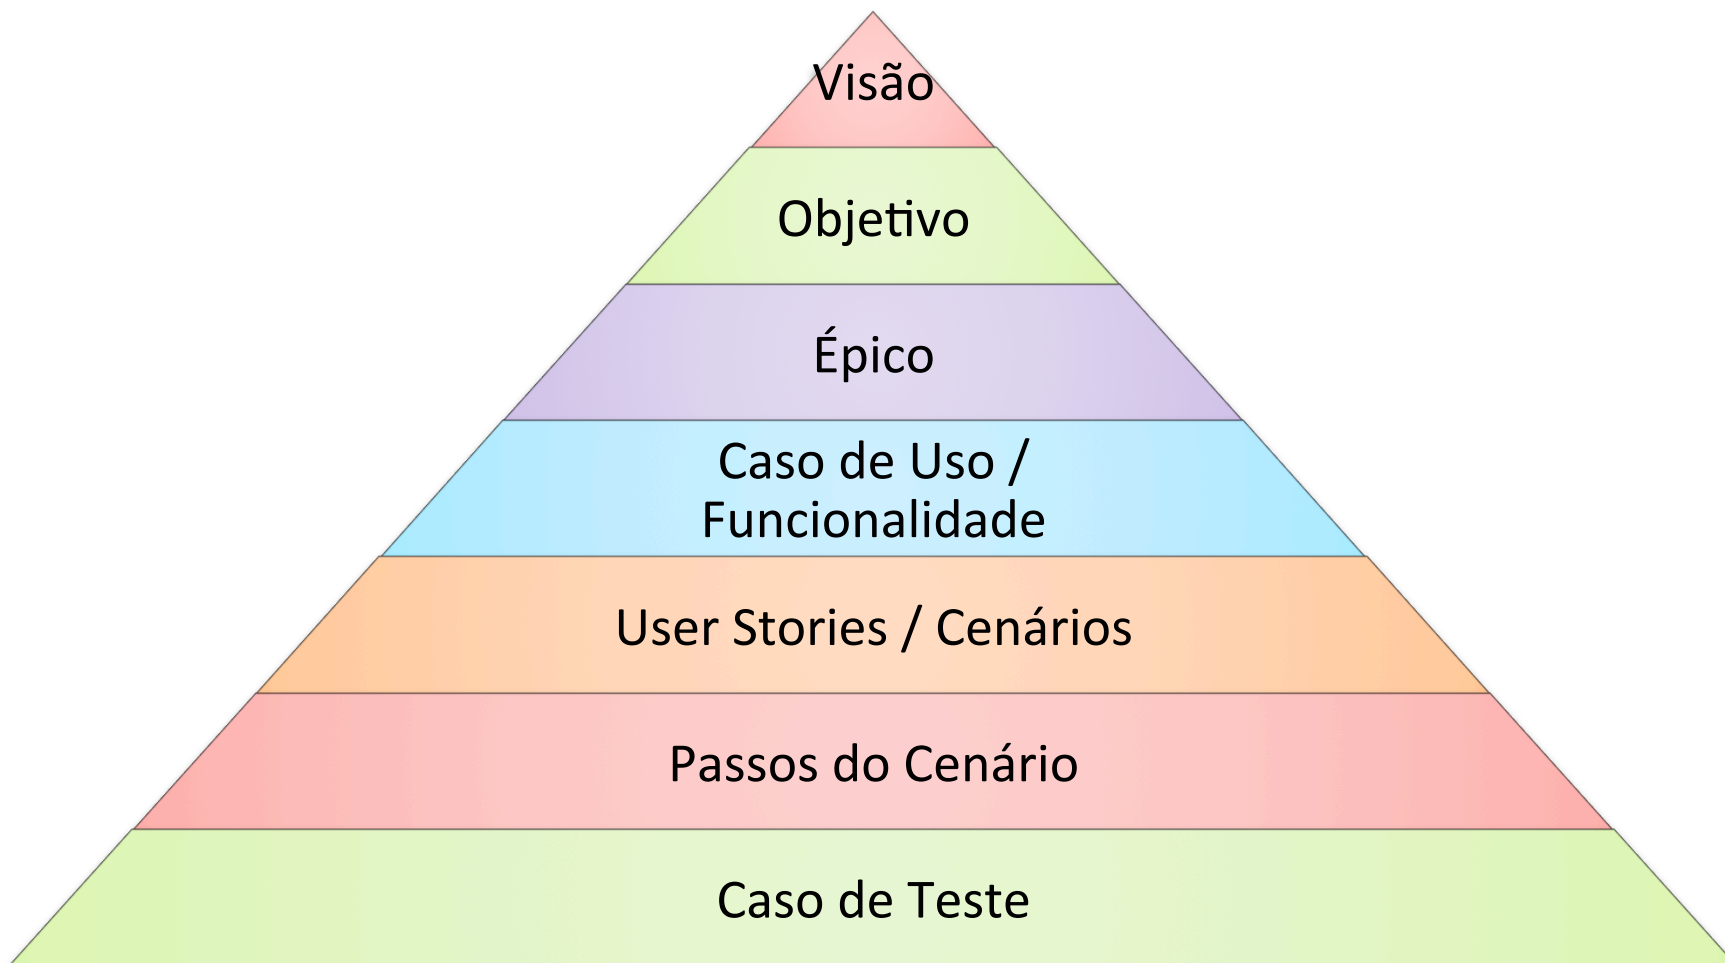 Visão
Objetivo
Épico
Caso de Uso /
Funcionalidade
User Stories / Cenários
Passos do Cenário
Caso de Teste